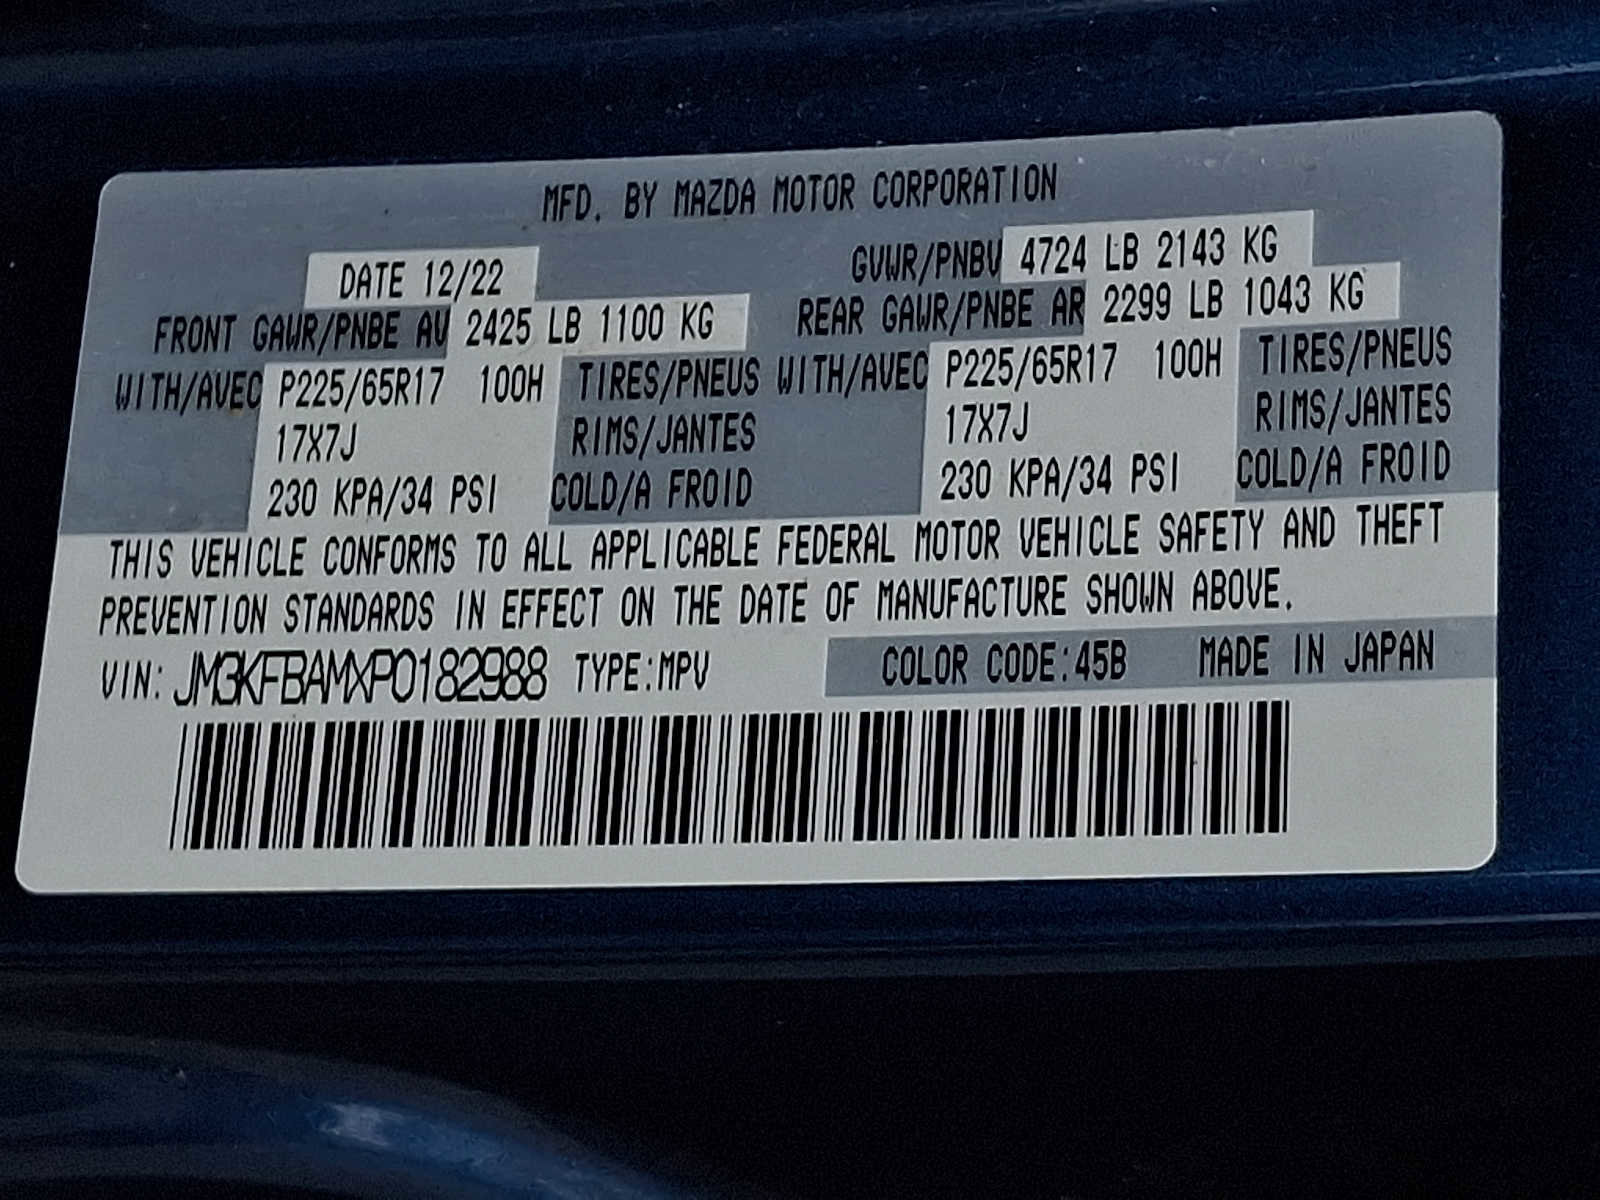 MFD. BY MAZDA MOTOR CORPORATION
DATE 12/22 GVWR/PNBV 4724 LB 2143 KG
FRONT GAWR/PNBE AV 2425 LB 1100 KG REAR GAWR/PNBE AR 2299 LB 1043 KG
WITH/AVEC P225/65R17 100H TIRES/PNEUS WITH/AVEC P225/65R17 100H TIRES/PNEUS
17X7J RIMS/JANTES 17X7J RIMS/JANTES
230 KPA/34 PSI COLD/A FROID 230 KPA/34 PSI COLD/A FROID
THIS VEHICLE CONFORMS TO ALL APPLICABLE FEDERAL MOTOR VEHICLE SAFETY AND THEFT
PREVENTION STANDARDS IN EFFECT ON THE DATE OF MANUFACTURE SHOWN ABOVE.
VIN: JM3KFBAMXP0182988 TYPE:MPV COLOR CODE:45B MADE IN JAPAN